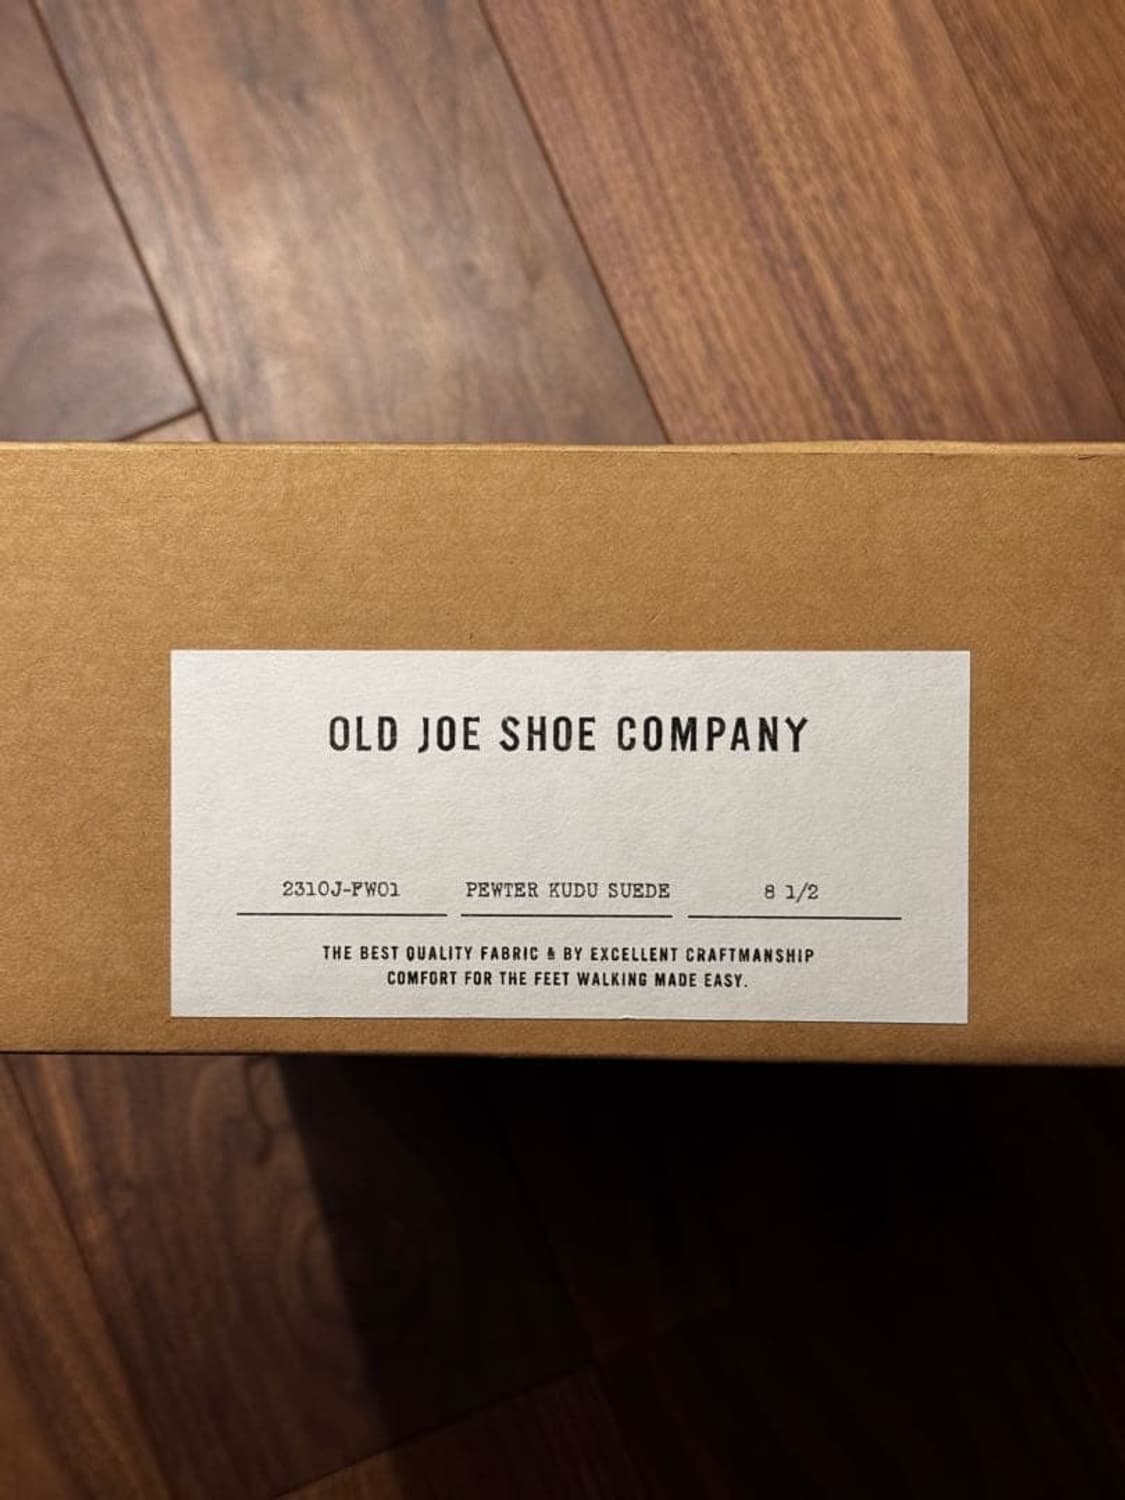 OLD JOE SHOE COMPANY
231OJ-FW01 PEWTER KUDU SUEDE 8 1/2
THE BEST QUALITY FABRIC & BY EXCELLENT CRAFTMANSHIP
COMFORT FOR THE FEET WALKING MADE EASY.